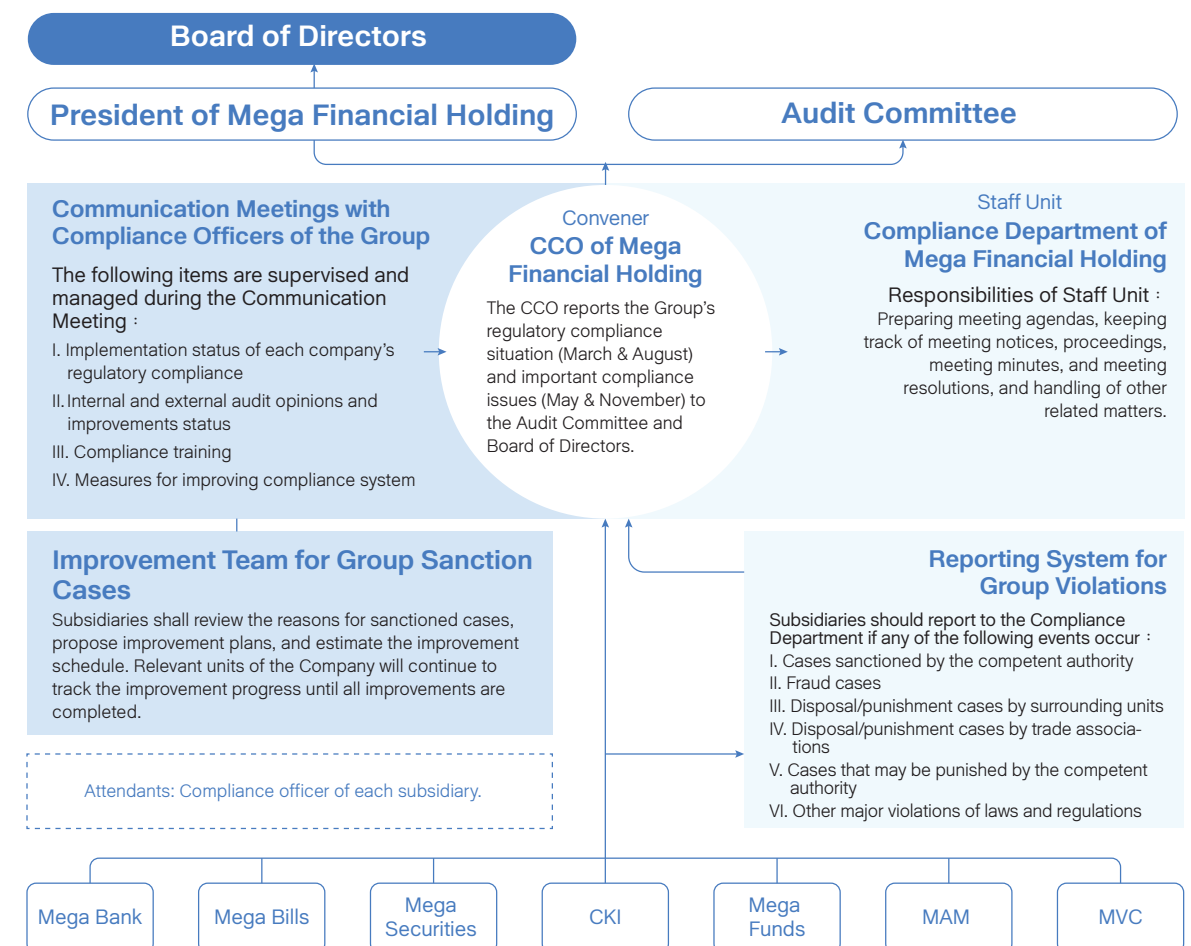 Board of Directors
President of Mega Financial Holding
Audit Committee
Communication Meetings with
Compliance Officers of the Group
The following items are supervised and
managed during the Communication
Meeting :
I. Implementation status of each company's
regulatory compliance
II. Internal and external audit opinions and
improvements status
III. Compliance training
IV. Measures for improving compliance system
Convener
CCO of Mega
Financial Holding
The CCO reports the Group's
regulatory compliance
situation (March & August)
and important compliance
issues (May & November) to
the Audit Committee and
Board of Directors.
Staff Unit
Compliance Department of
Mega Financial Holding
Responsibilities of Staff Unit :
Preparing meeting agendas, keeping
track of meeting notices, proceedings,
meeting minutes, and meeting
resolutions, and handling of other
related matters.
Improvement Team for Group Sanction
Cases
Subsidiaries shall review the reasons for sanctioned cases,
propose improvement plans, and estimate the improvement
schedule. Relevant units of the Company will continue to
track the improvement progress until all improvements are
completed.
Attendants: Compliance officer of each subsidiary.
Reporting System for
Group Violations
Subsidiaries should report to the Compliance
Department if any of the following events occur :
I. Cases sanctioned by the competent authority
II. Fraud cases
III. Disposal/punishment cases by surrounding units
IV. Disposal/punishment cases by trade associa-
tions
V. Cases that may be punished by the competent
authority
VI. Other major violations of laws and regulations
Mega Bank
Mega Bills
Mega
Securities
CKI
Mega
Funds
MAM
MVC